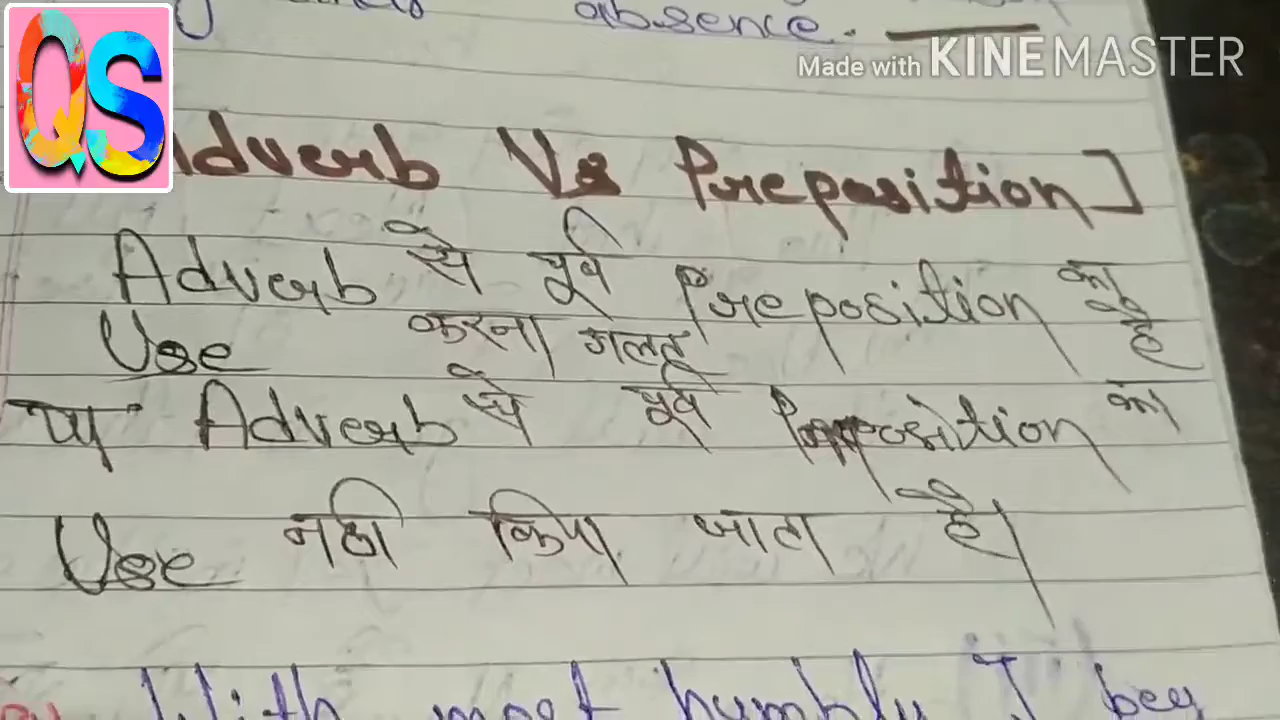 absence.
Made with KINEMASTER
QS
Adverb Vs Preposition]
Adverb से पूर्व Preposition का
Use करना गलत है
या Adverb से पूर्व Preposition का
Use नही किया जाता है।
With most humbly I beg